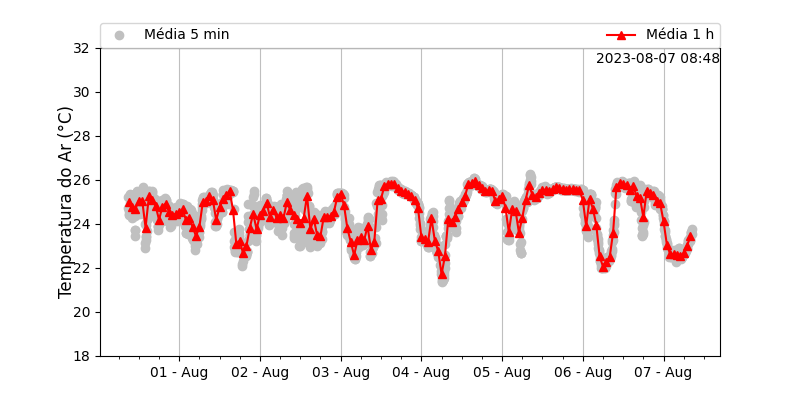 Média 5 min
Média 1 h
2023-08-07 08:48
Temperatura do Ar (°C)
32
30
28
26
24
22
20
18
01 - Aug
02 - Aug
03 - Aug
04 - Aug
05 - Aug
06 - Aug
07 - Aug